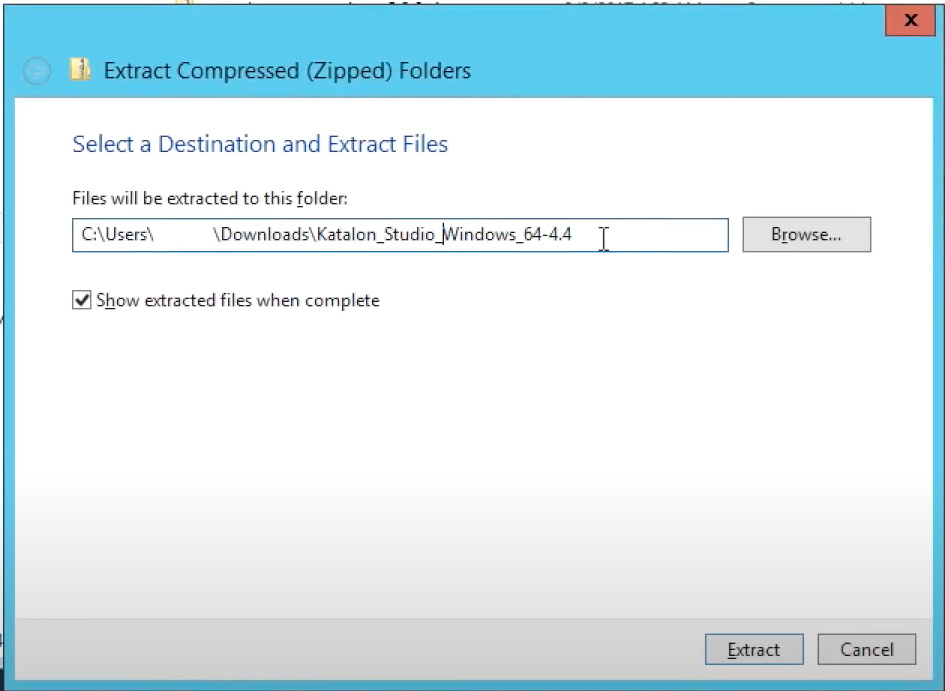 x
Extract Compressed (Zipped) Folders
Select a Destination and Extract Files
Files will be extracted to this folder:
C:\Users\ \Downloads\Katalon_Studio_Windows_64-4.4
Browse...
Show extracted files when complete
Extract
Cancel